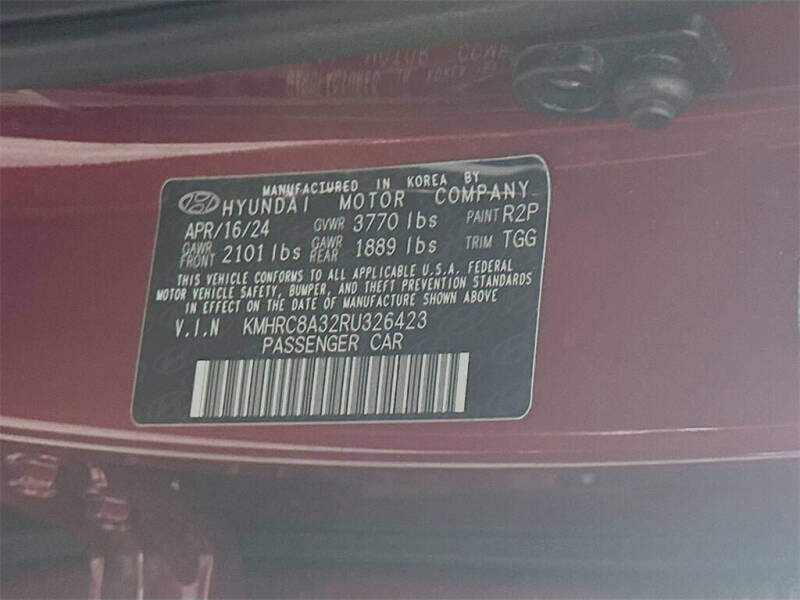 MANUFACTURED IN KOREA BY
HYUNDAI MOTOR COMPANY
APR/16/24 GVWR 3770 lbs PAINT R2P
GAWR FRONT 2101 lbs GAWR REAR 1889 lbs TRIM TGG
THIS VEHICLE CONFORMS TO ALL APPLICABLE U.S.A. FEDERAL
MOTOR VEHICLE SAFETY, BUMPER, AND THEFT PREVENTION STANDARDS
IN EFFECT ON THE DATE OF MANUFACTURE SHOWN ABOVE
V.I.N KMHRC8A32RU326423
PASSENGER CAR